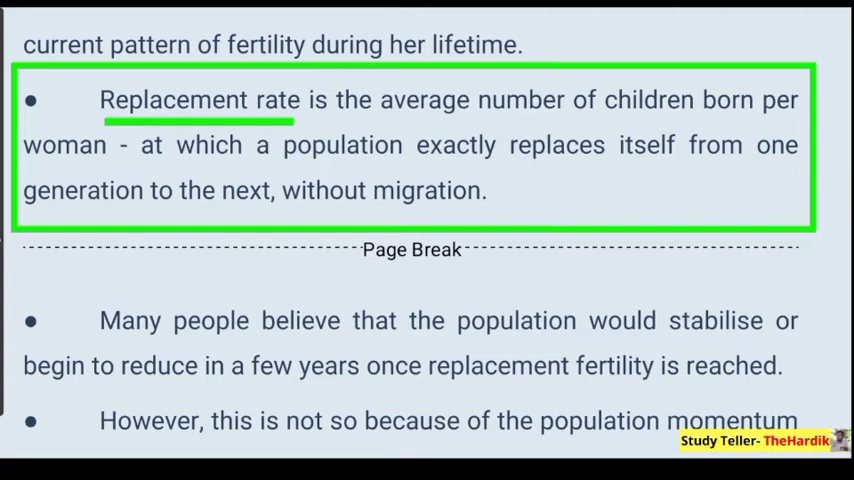 current pattern of fertility during her lifetime.
● Replacement rate is the average number of children born per
woman - at which a population exactly replaces itself from one
generation to the next, without migration.
Page Break
● Many people believe that the population would stabilise or
begin to reduce in a few years once replacement fertility is reached.
● However, this is not so because of the population momentum
Study Teller- TheHardik